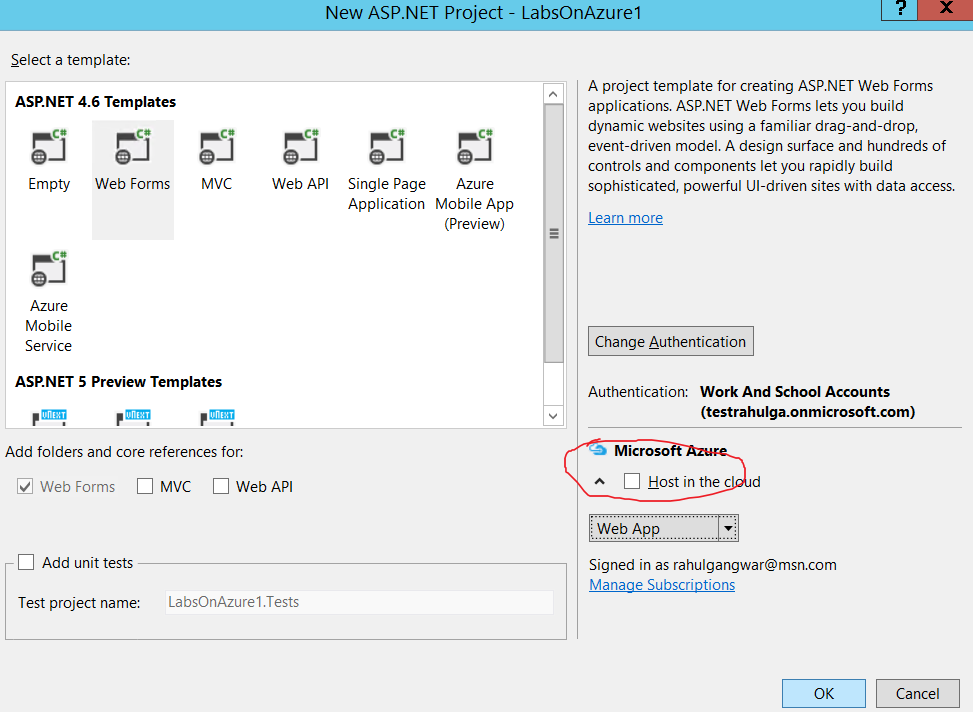 New ASP.NET Project - LabsOnAzure1
? X
Select a template:
ASP.NET 4.6 Templates
C# C# C# C# C# C#
Empty Web Forms MVC Web API Single Page Application Azure Mobile App (Preview)
C#
Azure Mobile Service
ASP.NET 5 Preview Templates
vNEXT vNEXT vNEXT
A project template for creating ASP.NET Web Forms
applications. ASP.NET Web Forms lets you build
dynamic websites using a familiar drag-and-drop,
event-driven model. A design surface and hundreds of
controls and components let you rapidly build
sophisticated, powerful UI-driven sites with data access.
Learn more
Change Authentication
Authentication: Work And School Accounts
(testrahulga.onmicrosoft.com)
Microsoft Azure
Host in the cloud
Web App
Signed in as rahulgangwar@msn.com
Manage Subscriptions
Add folders and core references for:
Web Forms MVC Web API
Add unit tests
Test project name: LabsOnAzure1.Tests
OK Cancel